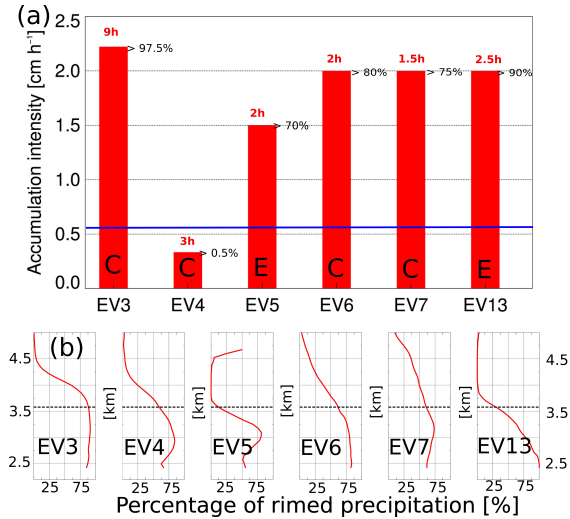 (a)
Accumulation intensity [cm h⁻¹]
2.5
2.0
1.5
1.0
0.5
0.0
9h
> 97.5%
3h
> 0.5%
2h
> 70%
2h
> 80%
1.5h
> 75%
2.5h
> 90%
C C E C C E
EV3 EV4 EV5 EV6 EV7 EV13
(b)
4.5 4.5
3.5 [km] [km] [km] [km] [km] 3.5
EV3 EV4 EV5 EV6 EV7 EV13
2.5 2.5
25 75 25 75 25 75 25 75 25 75 25 75
Percentage of rimed precipitation [%]